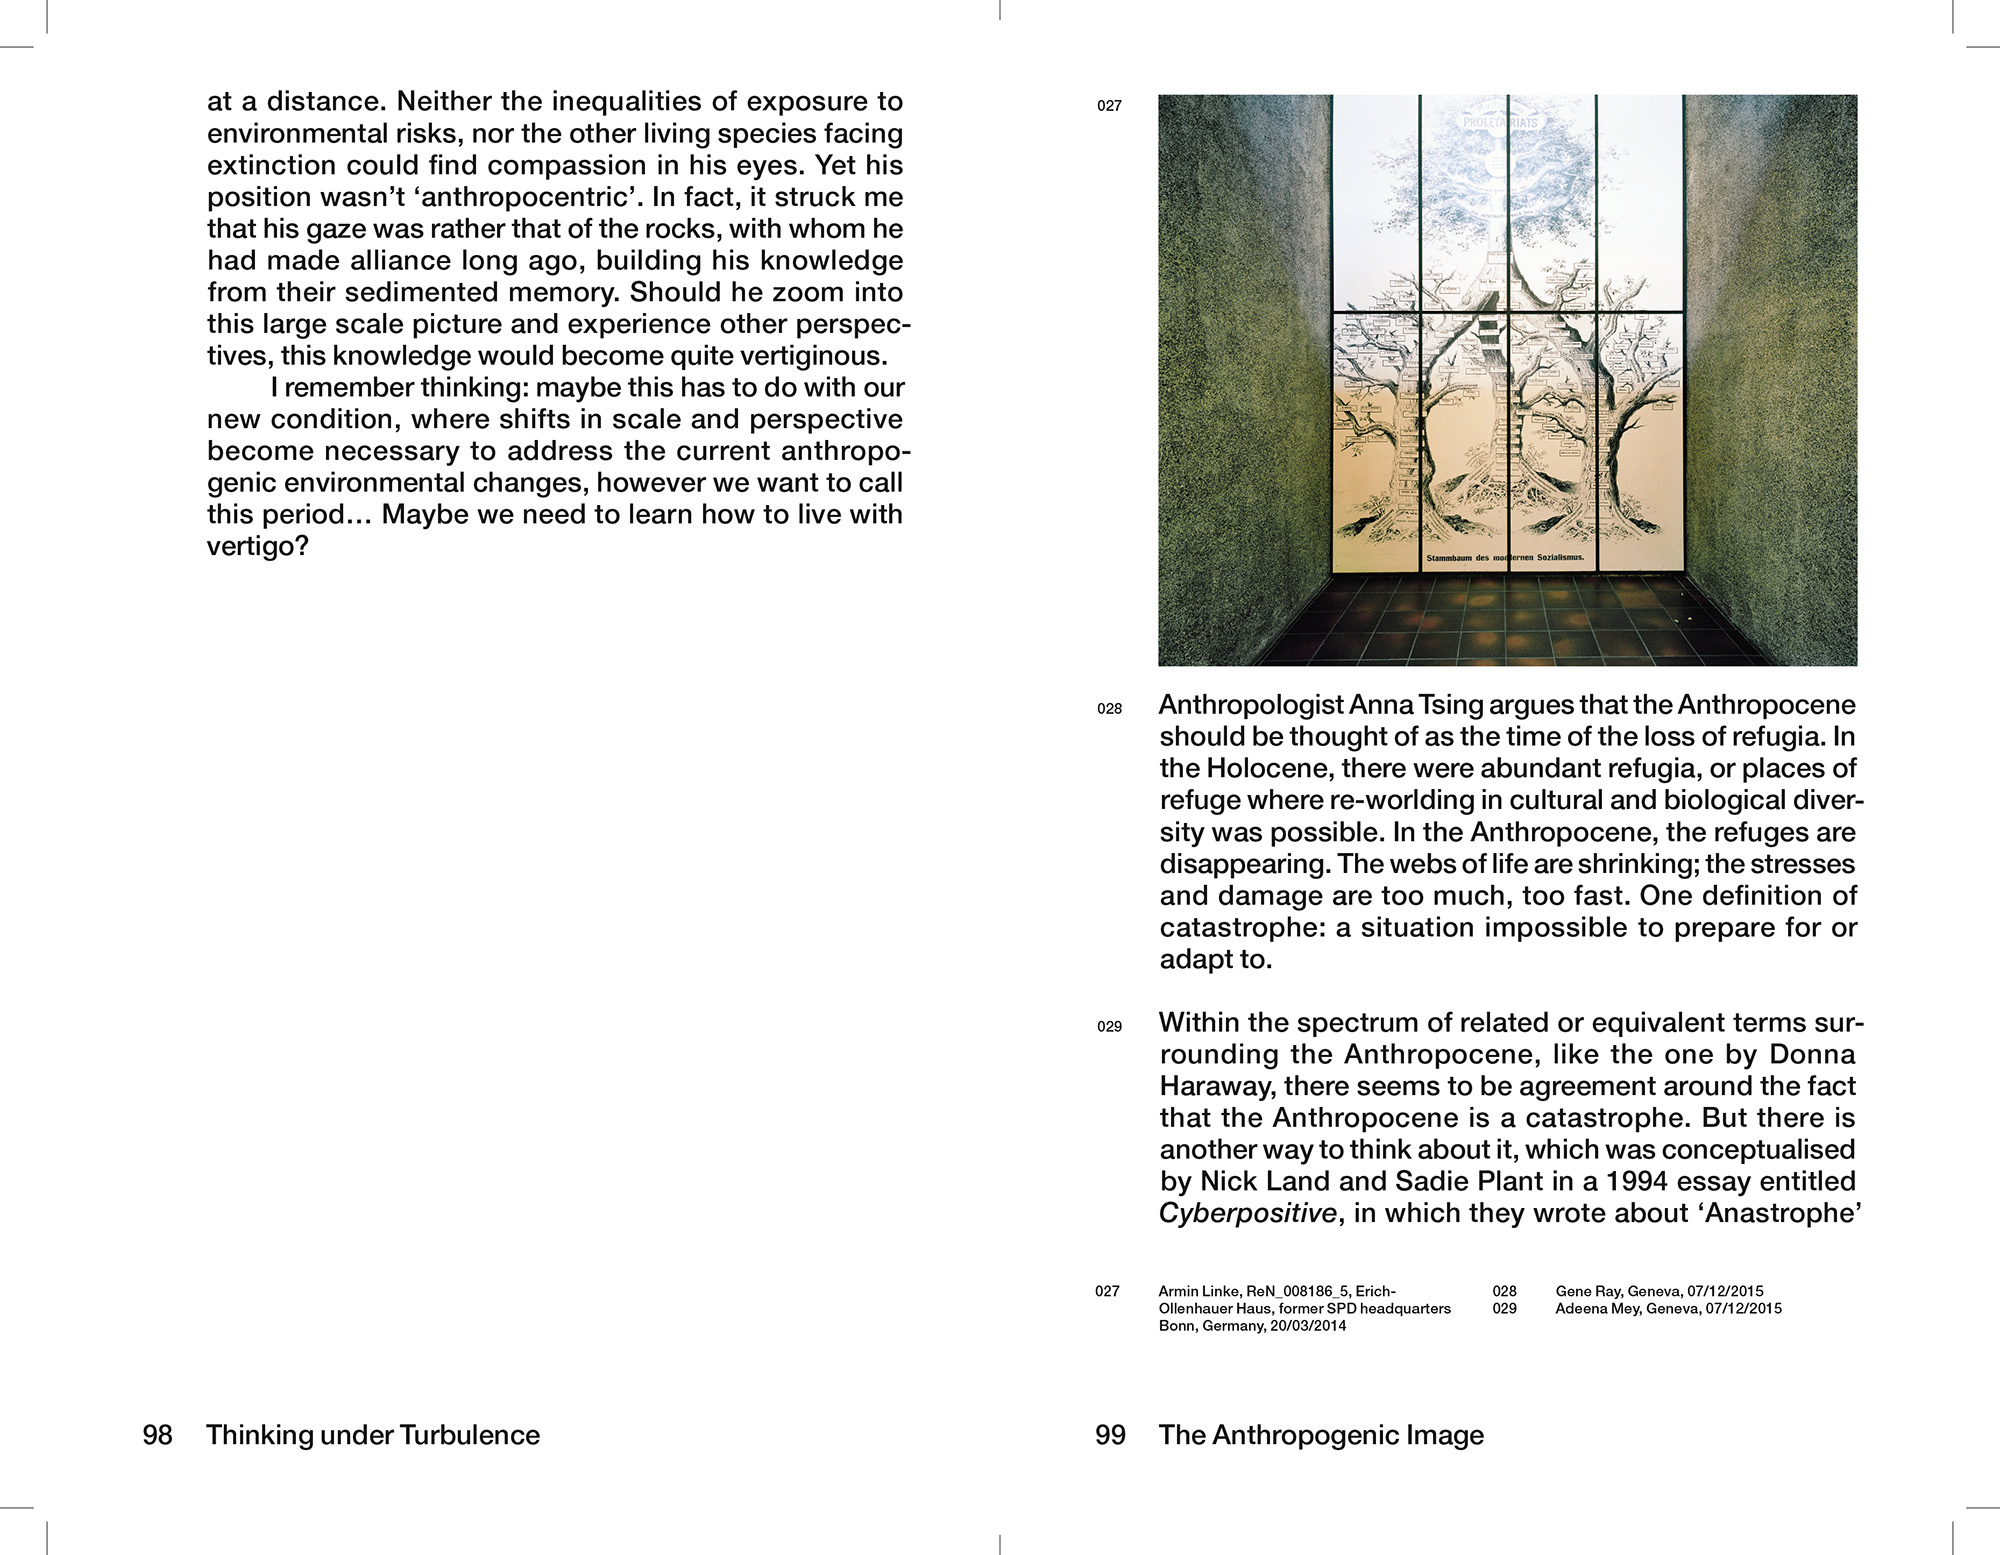 at a distance. Neither the inequalities of exposure to
environmental risks, nor the other living species facing
extinction could find compassion in his eyes. Yet his
position wasn’t ‘anthropocentric’. In fact, it struck me
that his gaze was rather that of the rocks, with whom he
had made alliance long ago, building his knowledge
from their sedimented memory. Should he zoom into
this large scale picture and experience other perspec-
tives, this knowledge would become quite vertiginous.
I remember thinking: maybe this has to do with our
new condition, where shifts in scale and perspective
become necessary to address the current anthropo-
genic environmental changes, however we want to call
this period… Maybe we need to learn how to live with
vertigo?
98 Thinking under Turbulence
027
PROLETARIATS
Stammbaum des modernen Sozialismus.
028 Anthropologist Anna Tsing argues that the Anthropocene
should be thought of as the time of the loss of refugia. In
the Holocene, there were abundant refugia, or places of
refuge where re-worlding in cultural and biological diver-
sity was possible. In the Anthropocene, the refuges are
disappearing. The webs of life are shrinking; the stresses
and damage are too much, too fast. One definition of
catastrophe: a situation impossible to prepare for or
adapt to.
029 Within the spectrum of related or equivalent terms sur-
rounding the Anthropocene, like the one by Donna
Haraway, there seems to be agreement around the fact
that the Anthropocene is a catastrophe. But there is
another way to think about it, which was conceptualised
by Nick Land and Sadie Plant in a 1994 essay entitled
Cyberpositive, in which they wrote about ‘Anastrophe’
027 Armin Linke, ReN_008186_5, Erich-
Ollenhauer Haus, former SPD headquarters
Bonn, Germany, 20/03/2014
028 Gene Ray, Geneva, 07/12/2015
029 Adeena Mey, Geneva, 07/12/2015
99 The Anthropogenic Image